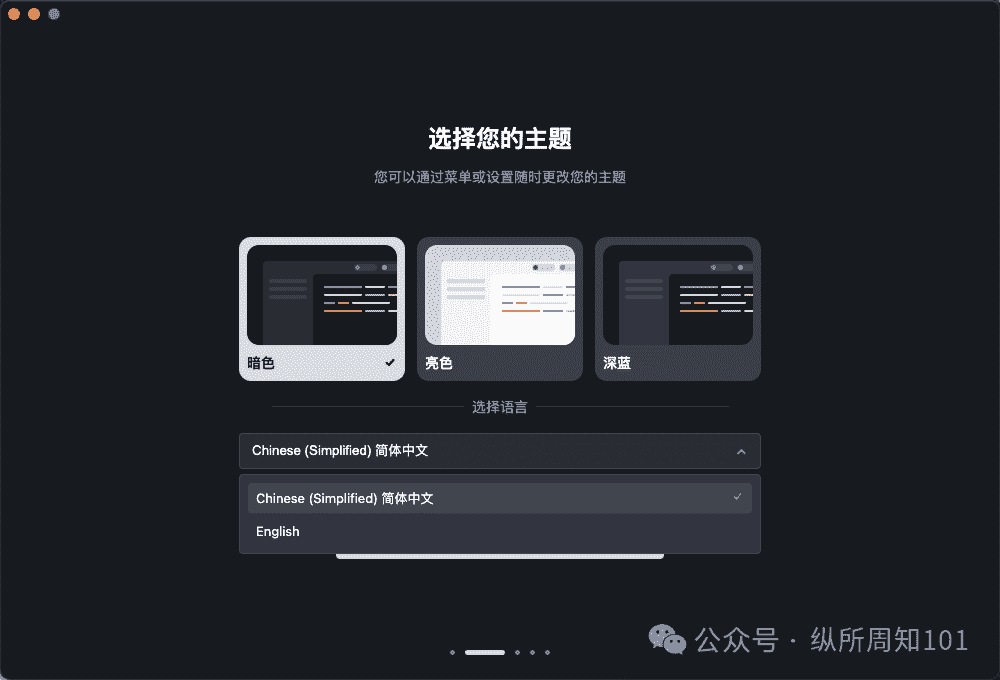 选择您的主题
您可以通过菜单或设置随时更改您的主题
暗色
亮色
深蓝
选择语言
Chinese (Simplified) 简体中文
Chinese (Simplified) 简体中文
English
公众号 · 纵所周知101